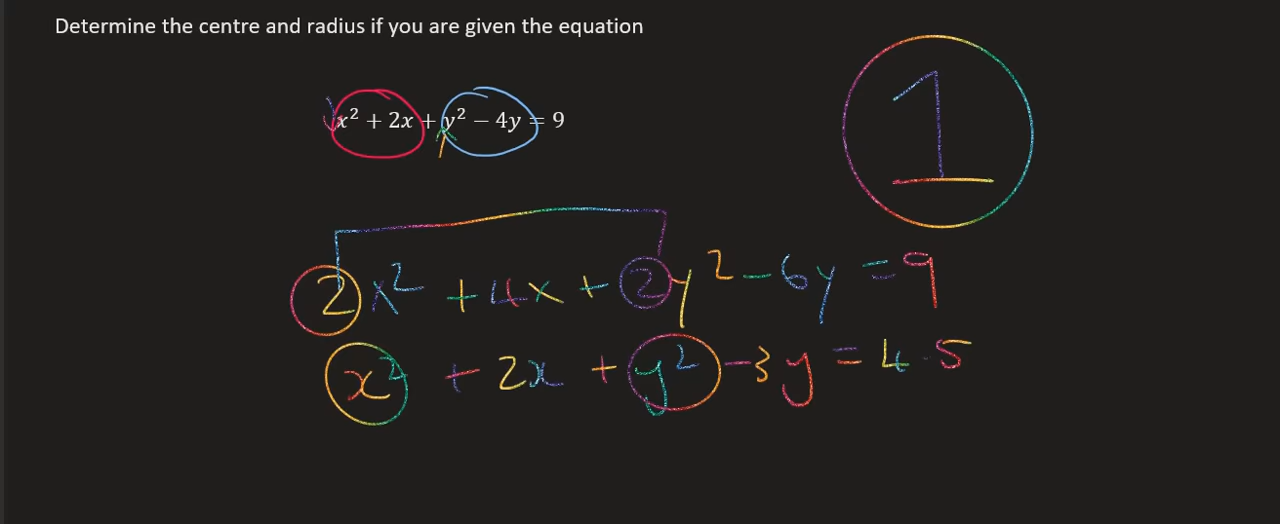 Determine the centre and radius if you are given the equation
x² + 2x + y² − 4y = 9
1
2x² + 4x + 2y² - 6y = 9
x² + 2x + y² - 3y = 4.5